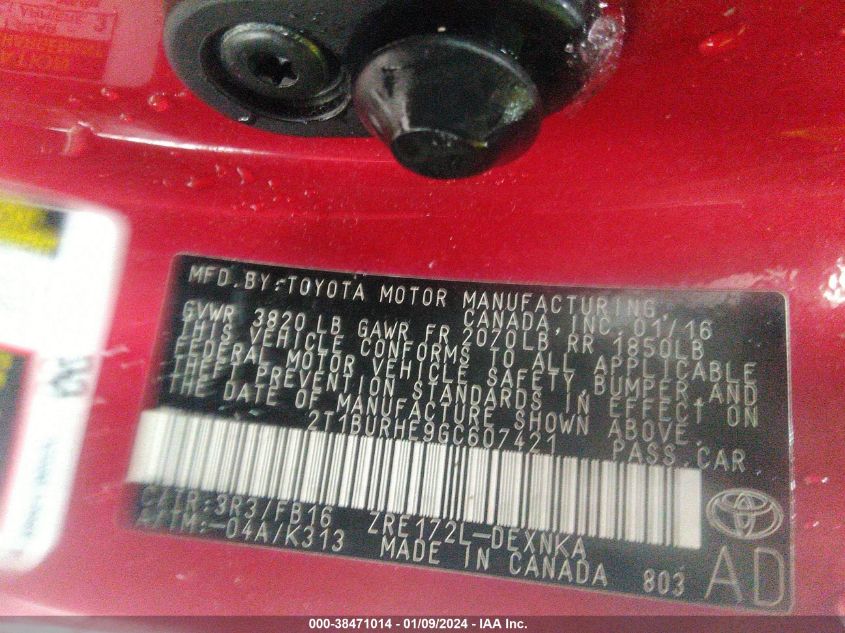 MFD. BY: TOYOTA MOTOR MANUFACTURING,
CANADA, INC. 01/16
GVWR 3820 LB GAWR FR 2020LB, RR 1850LB
THIS VEHICLE CONFORMS TO ALL APPLICABLE
FEDERAL MOTOR VEHICLE SAFETY, BUMPER, AND
THEFT PREVENTION STANDARDS IN EFFECT ON
THE DATE OF MANUFACTURE SHOWN ABOVE.
2T1BURHE9GC607421 PASS. CAR
C/TR: 3R3/FB16 ZRE172L-DEXNKA
A/TM: -04A/K313 MADE IN CANADA 803
AD
000-38471014 - 01/09/2024 - IAA Inc.